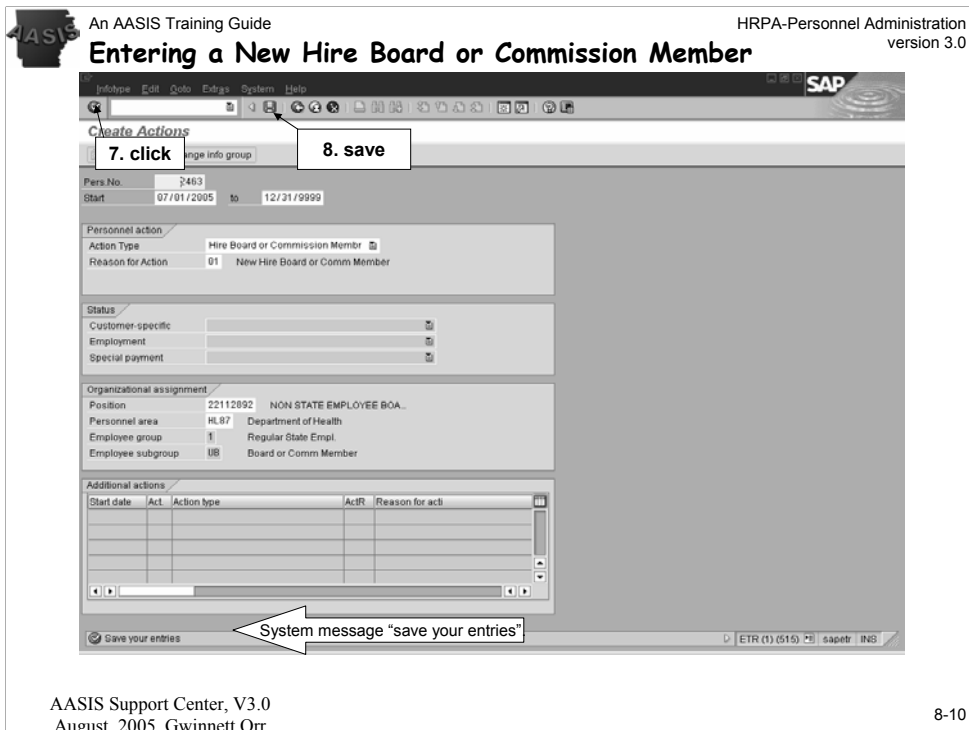 AASIS
An AASIS Training Guide
HRPA-Personnel Administration
version 3.0
Entering a New Hire Board or Commission Member
Infotype Edit Goto Extras System Help
SAP
Create Actions
7. click
ange info group
8. save
Pers.No. 2463
Start 07/01/2005 to 12/31/9999
Personnel action
Action Type Hire Board or Commission Membr
Reason for Action 01 New Hire Board or Comm Member
Status
Customer-specific
Employment
Special payment
Organizational assignment
Position 22112892 NON STATE EMPLOYEE BOA..
Personnel area HL87 Department of Health
Employee group 1 Regular State Empl.
Employee subgroup UB Board or Comm Member
Additional actions
Start date Act. Action type ActR Reason for acti
Save your entries
System message “save your entries”
ETR (1) (515) sapetr INS
AASIS Support Center, V3.0
August, 2005, Gwinnett Orr
8-10